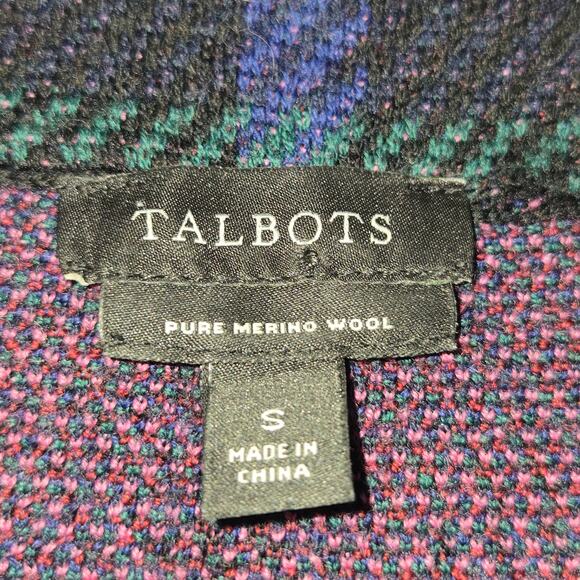 TALBOTS
PURE MERINO WOOL
S
MADE IN
CHINA